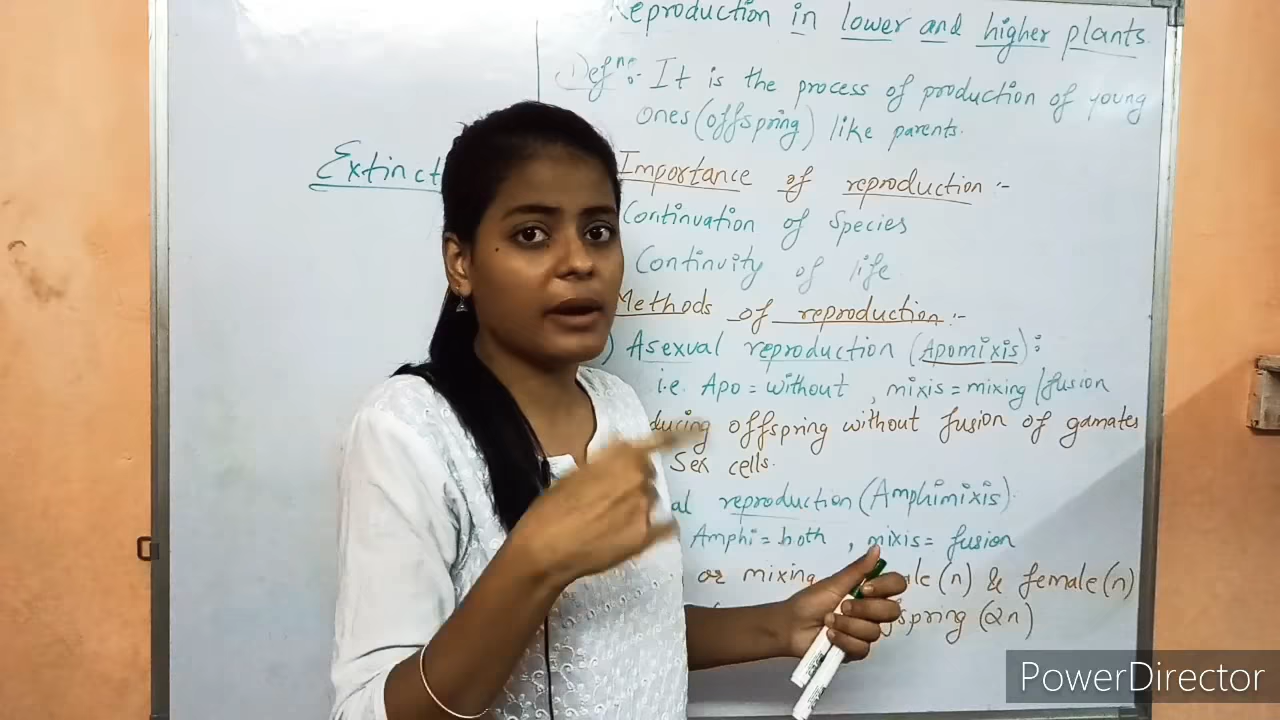 Reproduction in lower and higher plants
Defn:- It is the process of production of young
ones (offspring) like parents.
Extinct
Importance of reproduction :-
Continuation of species
Continuity of life.
Methods of reproduction :-
) Asexual reproduction (Apomixis) :
i.e. Apo = without , mixis = mixing / fusion
ducing offspring without fusion of gamates
Sex cells.
al reproduction (Amphimixis).
Amphi = both , mixis = fusion
or mixing le (n) & female (n)
spring (2n)
PowerDirector